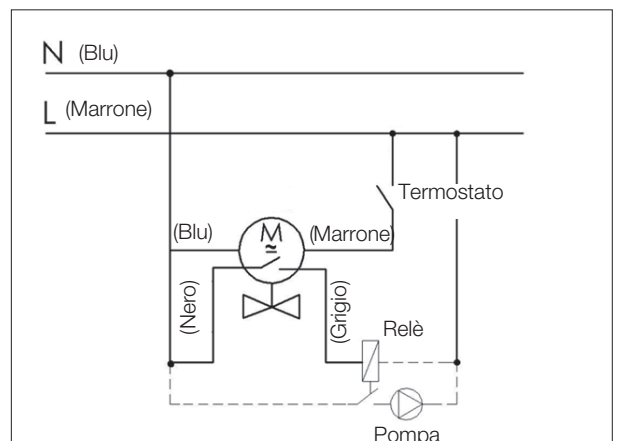 N (Blu)
L (Marrone)
Termostato
(Blu)
M
(Marrone)
(Nero)
(Grigio)
Relè
Pompa